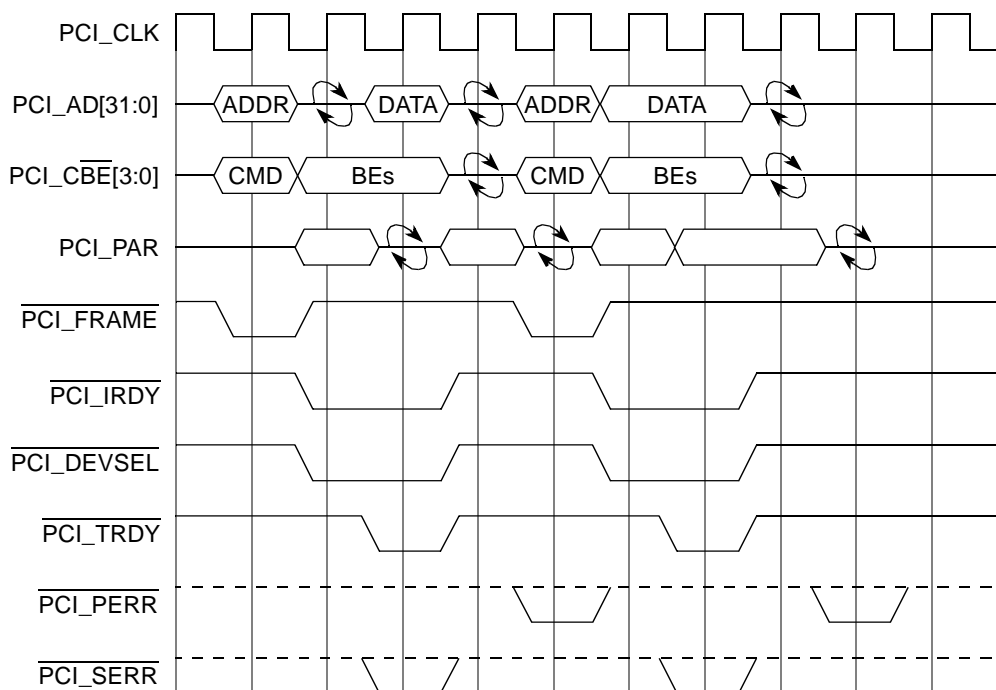 PCI_CLK
PCI_AD[31:0] ADDR DATA ADDR DATA
PCI_CBE[3:0] CMD BEs CMD BEs
PCI_PAR
PCI_FRAME
PCI_IRDY
PCI_DEVSEL
PCI_TRDY
PCI_PERR
PCI_SERR